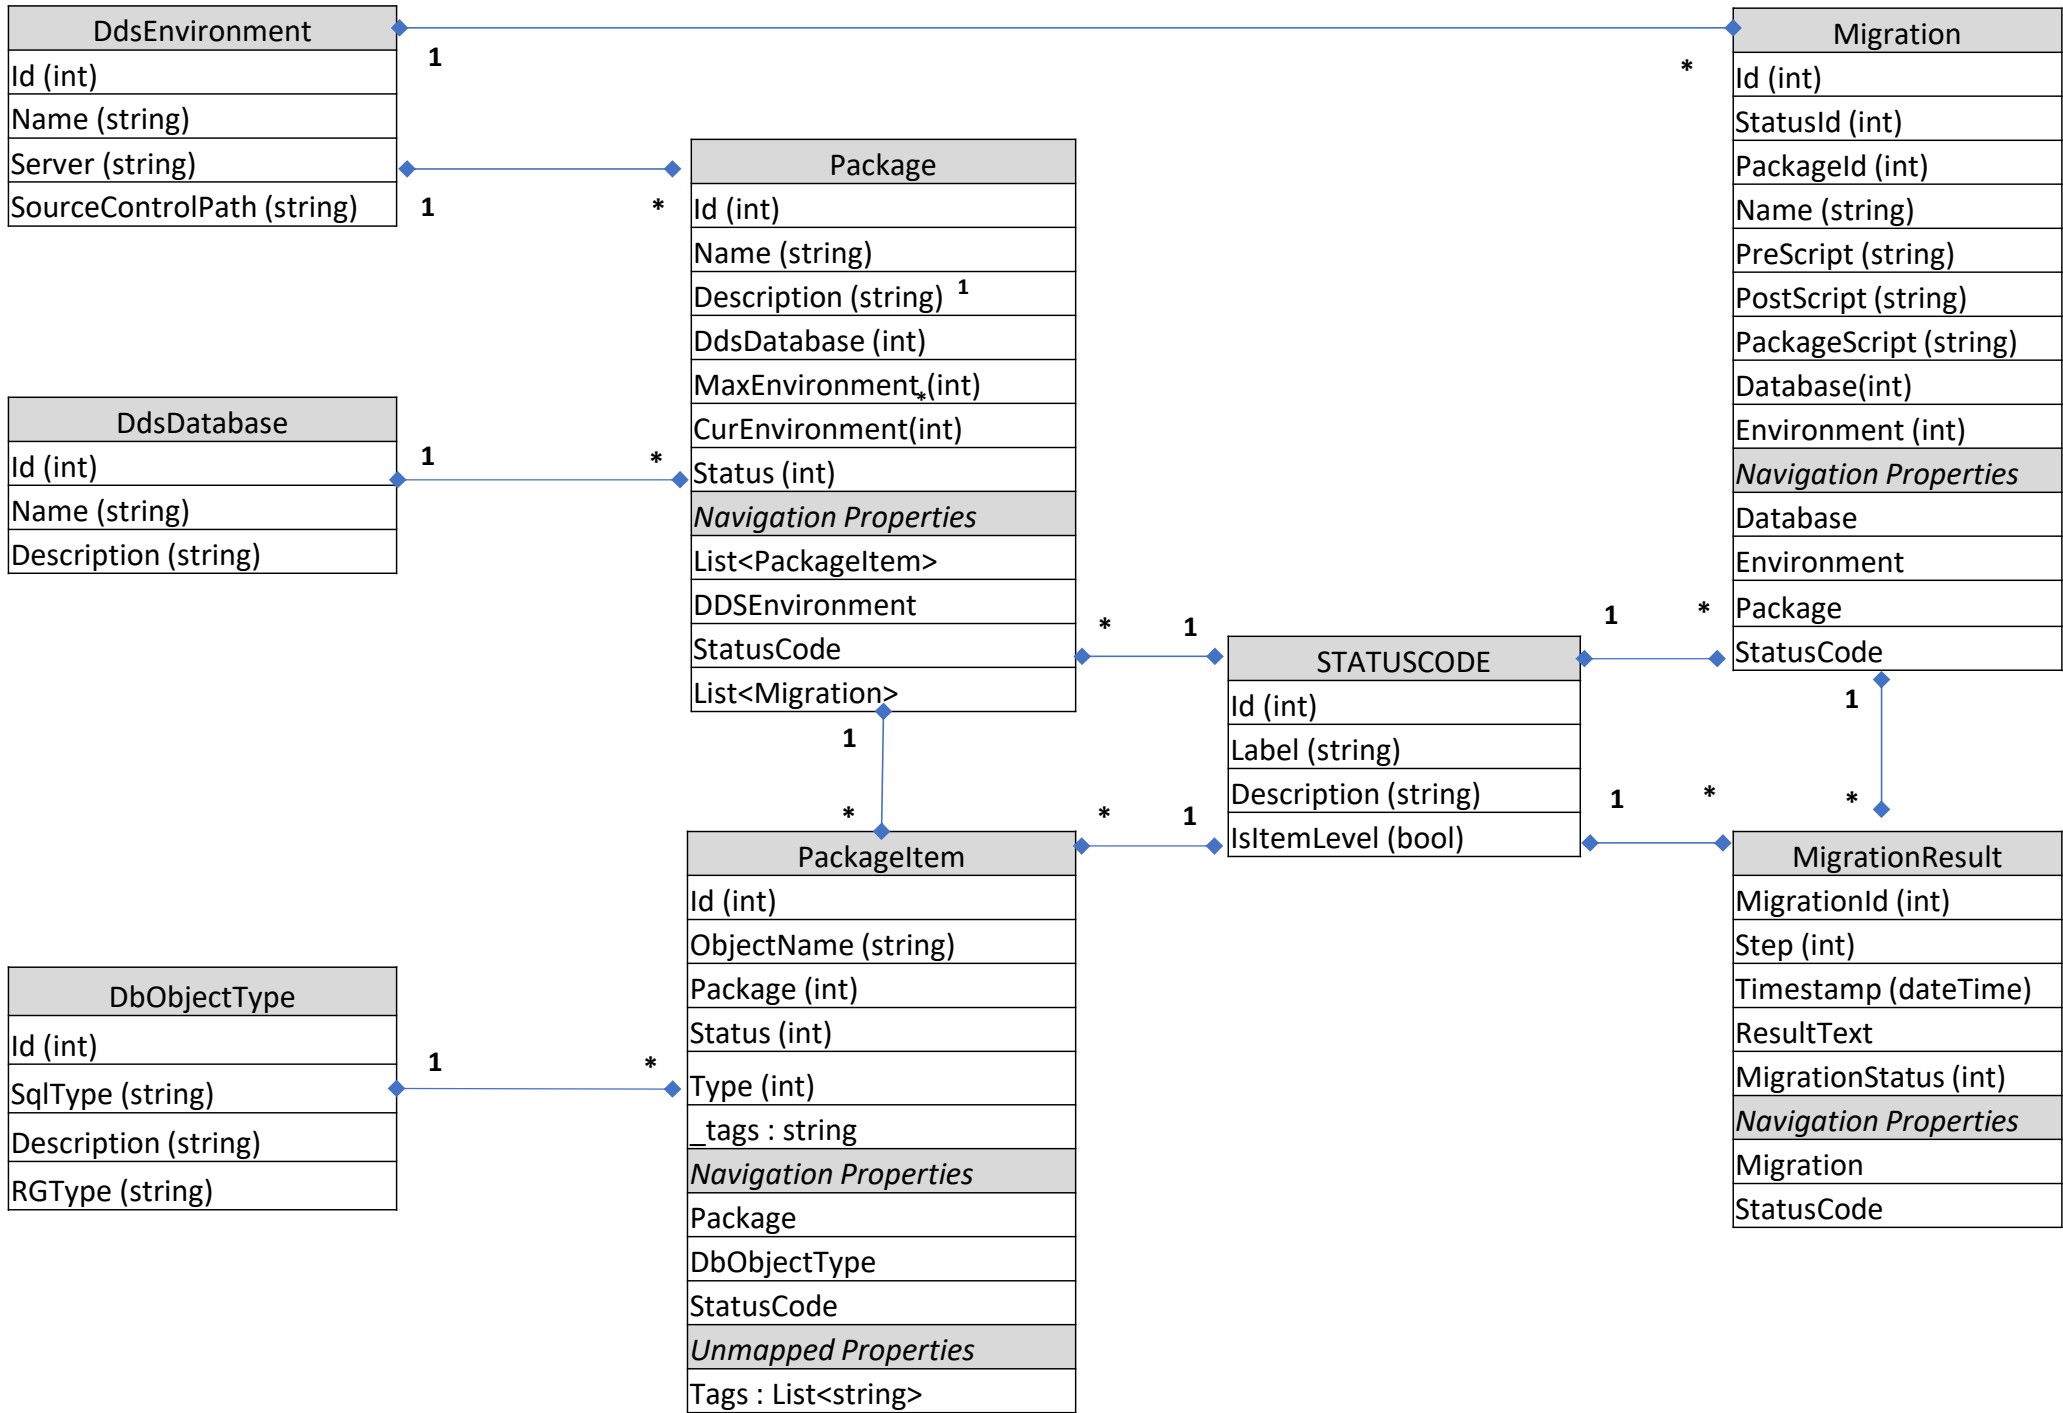 DdsEnvironment
Id (int)
Name (string)
Server (string)
SourceControlPath (string)
1
*
1
*
Migration
Id (int)
StatusId (int)
PackageId (int)
Name (string)
PreScript (string)
PostScript (string)
PackageScript (string)
Database(int)
Environment (int)
Navigation Properties
Database
Environment
Package
StatusCode
Package
Id (int)
Name (string)
Description (string)
1
DdsDatabase (int)
MaxEnvironment (int)
*
CurEnvironment(int)
Status (int)
Navigation Properties
List<PackageItem>
DDSEnvironment
StatusCode
List<Migration>
DdsDatabase
Id (int)
Name (string)
Description (string)
1
*
*
1
1
*
STATUSCODE
Id (int)
Label (string)
Description (string)
IsItemLevel (bool)
1
*
*
1
1
*
1
*
PackageItem
Id (int)
ObjectName (string)
Package (int)
Status (int)
Type (int)
_tags : string
Navigation Properties
Package
DbObjectType
StatusCode
Unmapped Properties
Tags : List<string>
MigrationResult
MigrationId (int)
Step (int)
Timestamp (dateTime)
ResultText
MigrationStatus (int)
Navigation Properties
Migration
StatusCode
DbObjectType
Id (int)
SqlType (string)
Description (string)
RGType (string)
1
*